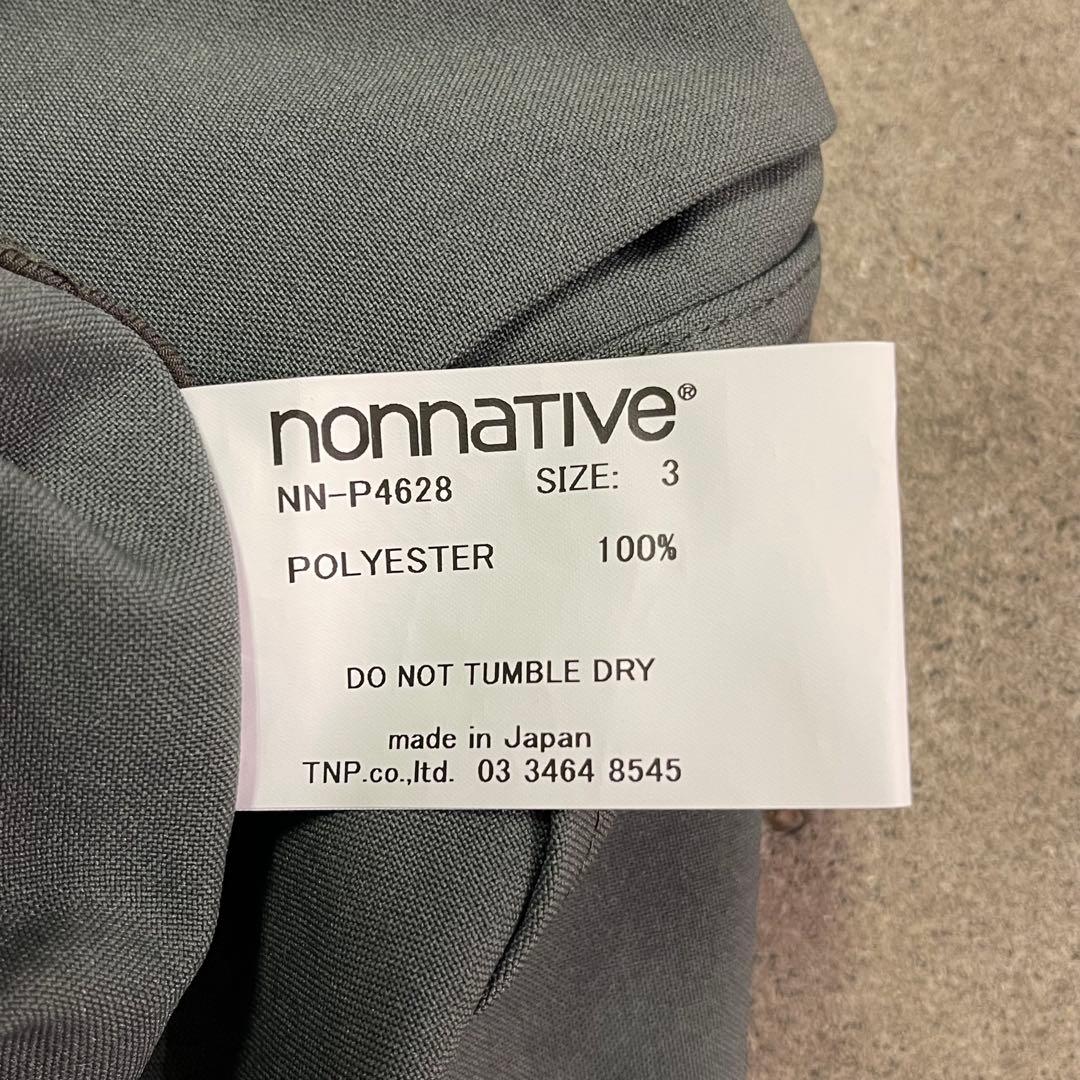 nonnative®
NN-P4628 SIZE: 3
POLYESTER 100%
DO NOT TUMBLE DRY
made in Japan
TNP.co.,ltd. 03 3464 8545